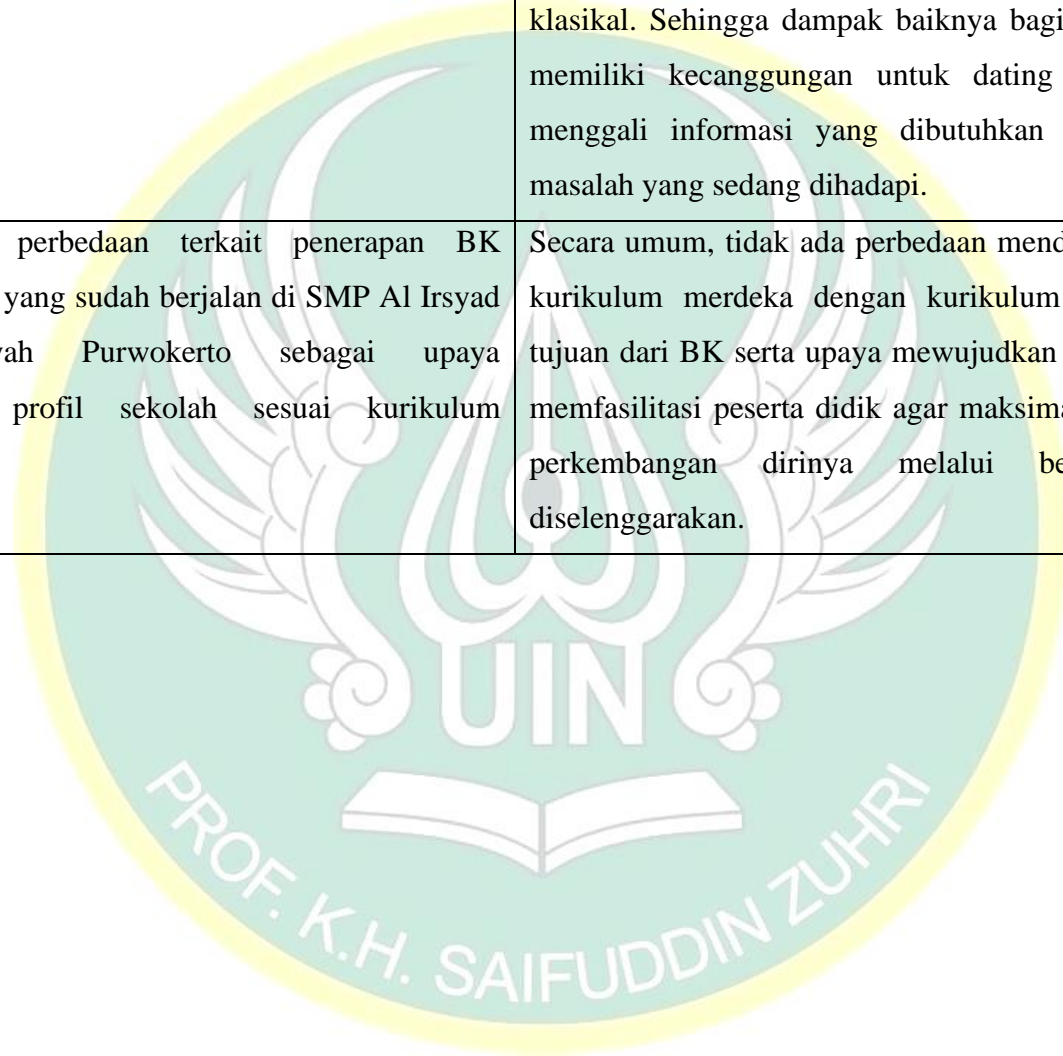 klasikal. Sehingga dampak baiknya bagi
memiliki kecanggungan untuk dating
menggali informasi yang dibutuhkan
masalah yang sedang dihadapi.
perbedaan terkait penerapan BK
yang sudah berjalan di SMP Al Irsyad
Purwokerto sebagai upaya
profil sekolah sesuai kurikulum
Secara umum, tidak ada perbedaan
kurikulum merdeka dengan kurikulum
tujuan dari BK serta upaya mewujudkan
memfasilitasi peserta didik agar
perkembangan dirinya melalui
diselenggarakan.
UIN
PROF. K.H. SAIFUDDIN ZUHRI